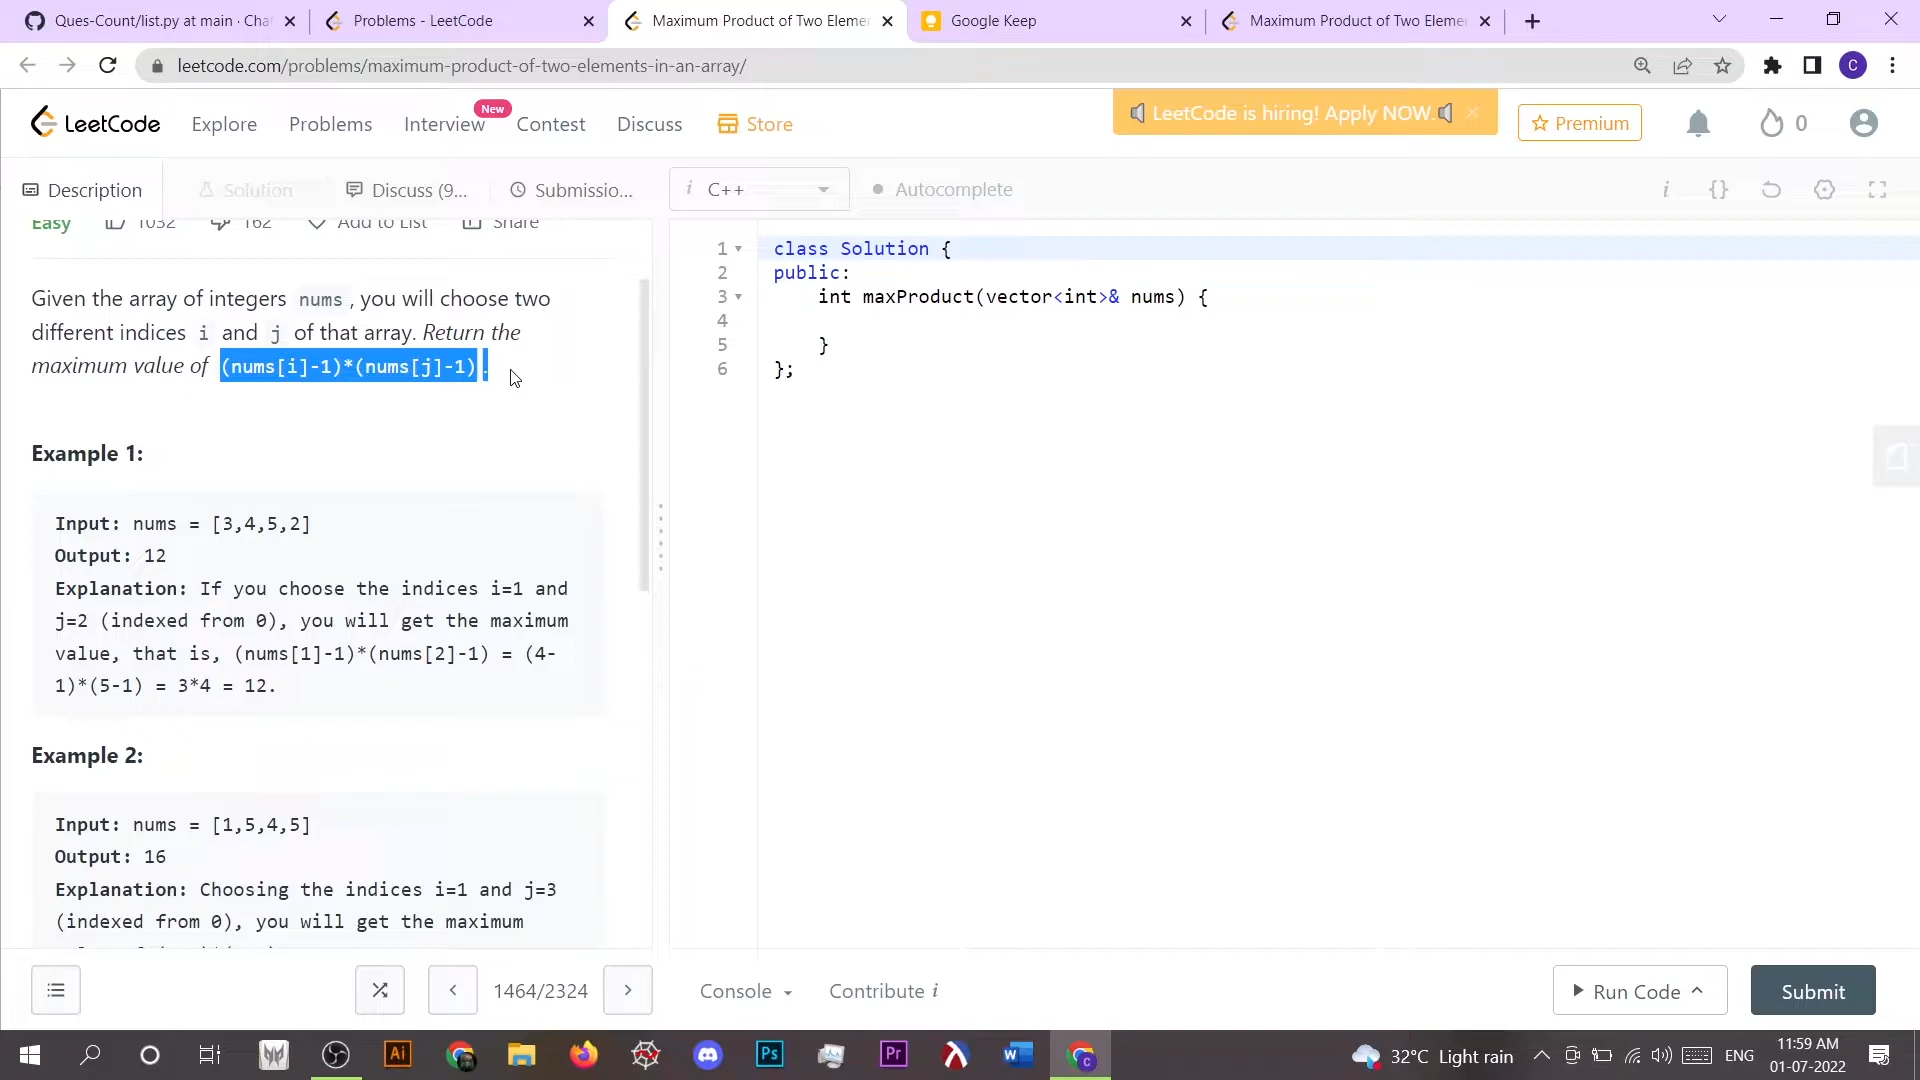 Ques-Count/list.py at main · Cha
Problems - LeetCode
Maximum Product of Two Eleme
Google Keep
Maximum Product of Two Eleme
leetcode.com/problems/maximum-product-of-two-elements-in-an-array/
C
LeetCode
Explore
Problems
Interview
New
Contest
Discuss
Store
LeetCode is hiring! Apply NOW.
Premium
0
Description
Solution
Discuss (9...
Submissio...
i C++
Autocomplete
i
{}
Easy
1032
162
Add to List
Share
Given the array of integers nums, you will choose two
different indices i and j of that array. Return the
maximum value of (nums[i]-1)*(nums[j]-1).
Example 1:
Input: nums = [3,4,5,2]
Output: 12
Explanation: If you choose the indices i=1 and
j=2 (indexed from 0), you will get the maximum
value, that is, (nums[1]-1)*(nums[2]-1) = (4-
1)*(5-1) = 3*4 = 12.
Example 2:
Input: nums = [1,5,4,5]
Output: 16
Explanation: Choosing the indices i=1 and j=3
(indexed from 0), you will get the maximum
1 class Solution {
2 public:
3 int maxProduct(vector<int>& nums) {
4
5 }
6 };
1464/2324
Console
Contribute i
Run Code
Submit
Ai
Ps
Pr
W
C
32°C Light rain
ENG
11:59 AM
01-07-2022